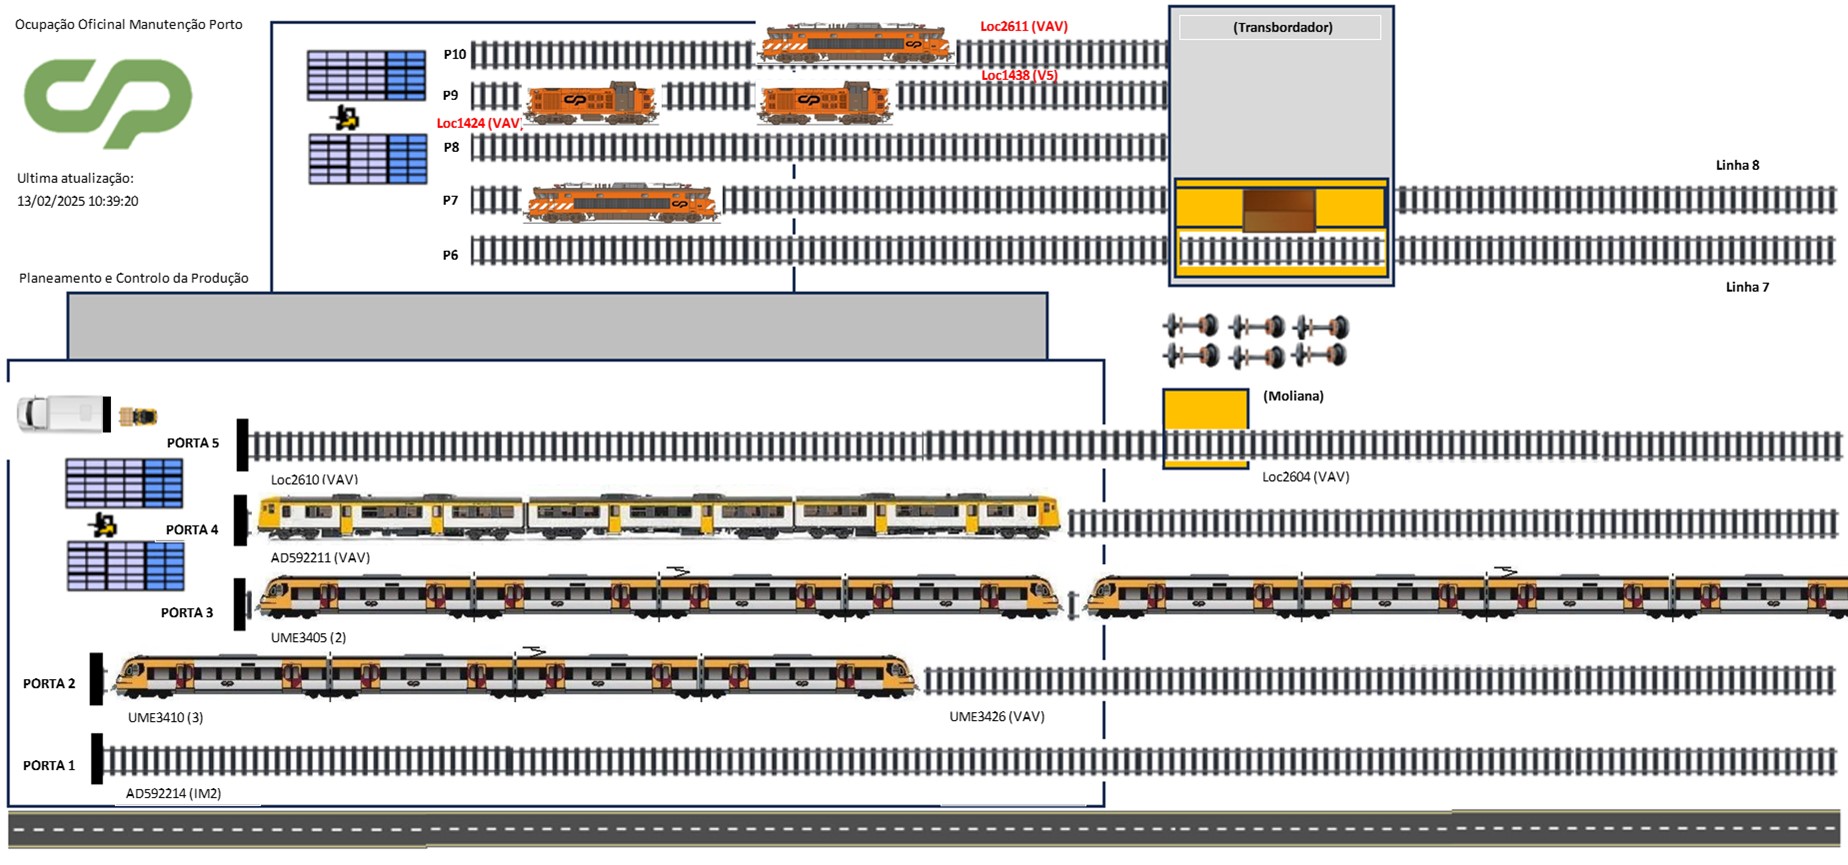 Ocupação Oficinal Manutenção Porto
Loc2611 (VAV)
(Transbordador)
P10
Loc1438 (V5)
P9
Loc1424 (VAV)
P8
Linha 8
Ultima atualização:
13/02/2025 10:39:20
P7
P6
Planeamento e Controlo da Produção
Linha 7
(Moliana)
PORTA 5
Loc2610 (VAV)
Loc2604 (VAV)
PORTA 4
AD592211 (VAV)
PORTA 3
UME3405 (2)
PORTA 2
UME3410 (3)
UME3426 (VAV)
PORTA 1
AD592214 (IM2)